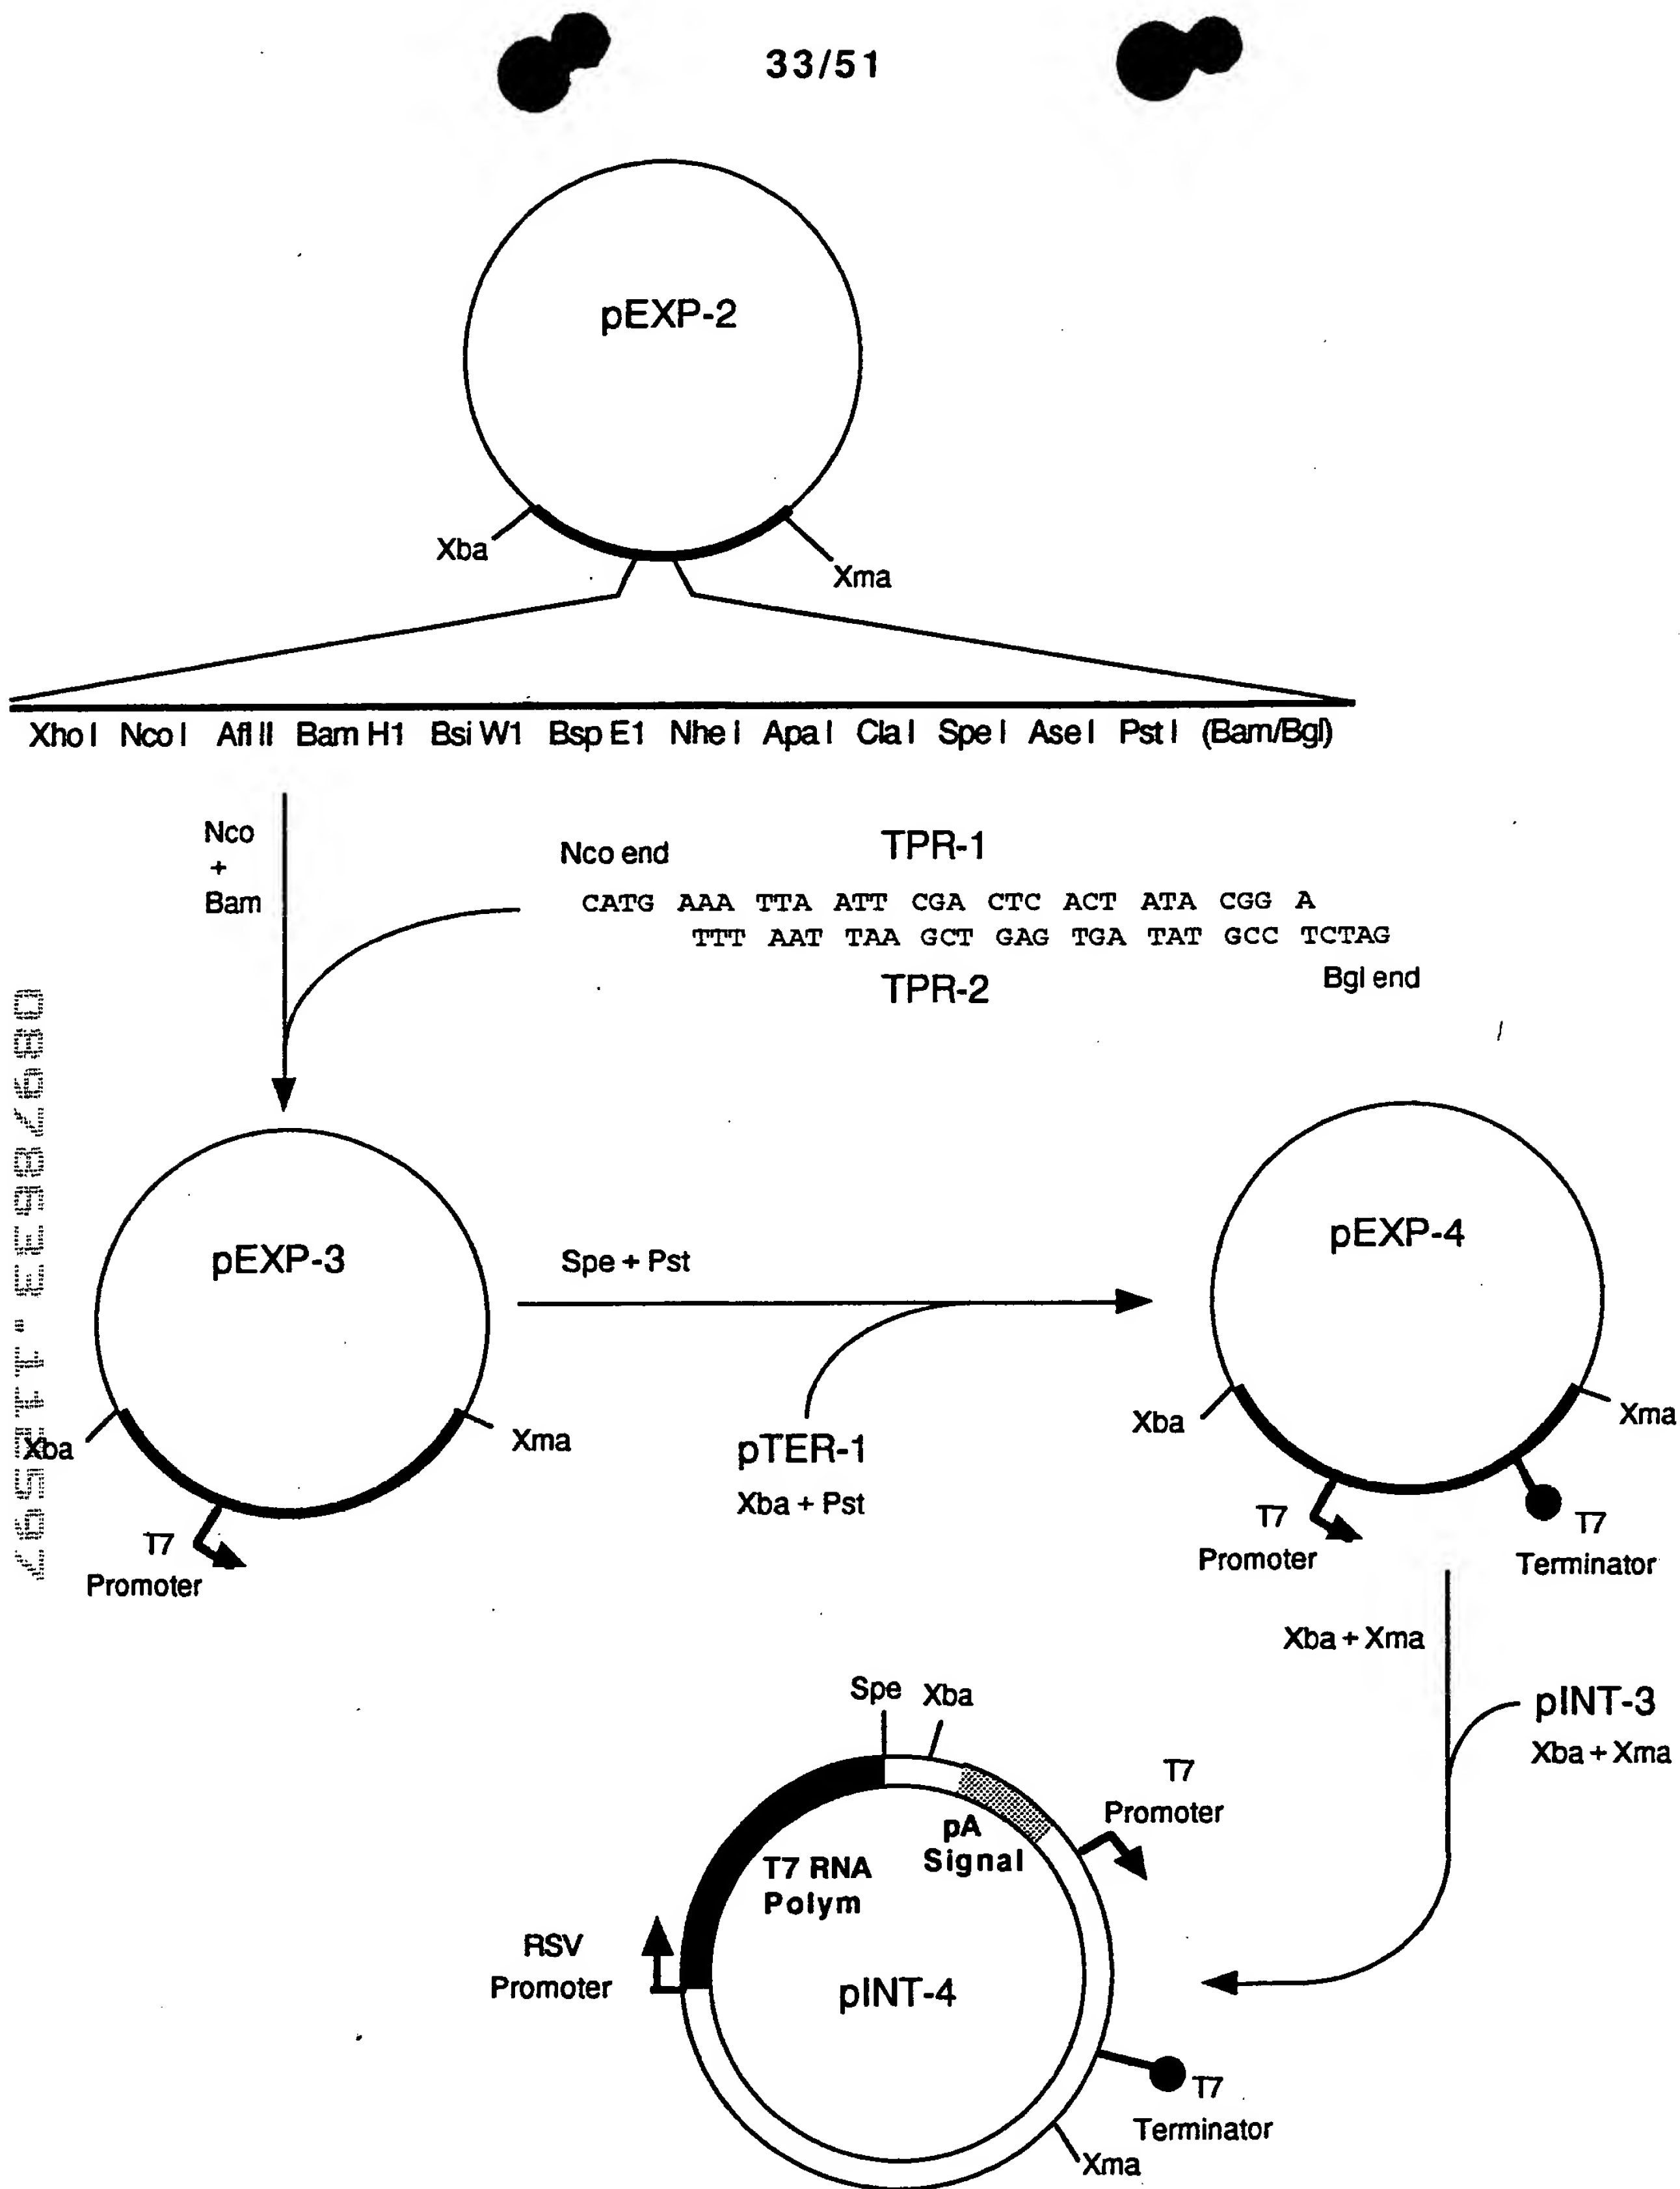 33/51
pEXP-2
Xba
Xma
Xho I Nco I Afl II Bam H1 Bsi W1 Bsp E1 Nhe I Apa I Cla I Spe I Ase I Pst I (Bam/Bgl)
Nco
+
Bam
Nco end
TPR-1
CATG AAA TTA ATT CGA CTC ACT ATA CGG A
TTT AAT TAA GCT GAG TGA TAT GCC TCTAG
TPR-2
Bgl end
pEXP-3
Spe + Pst
pEXP-4
Xba
Xma
pTER-1
Xba + Pst
T7
Promoter
Xba
Xma
T7
Promoter
T7
Terminator
Xba + Xma
pINT-3
Xba + Xma
Spe
Xba
T7
Promoter
pA
Signal
T7 RNA
Polym
RSV
Promoter
pINT-4
T7
Terminator
Xma